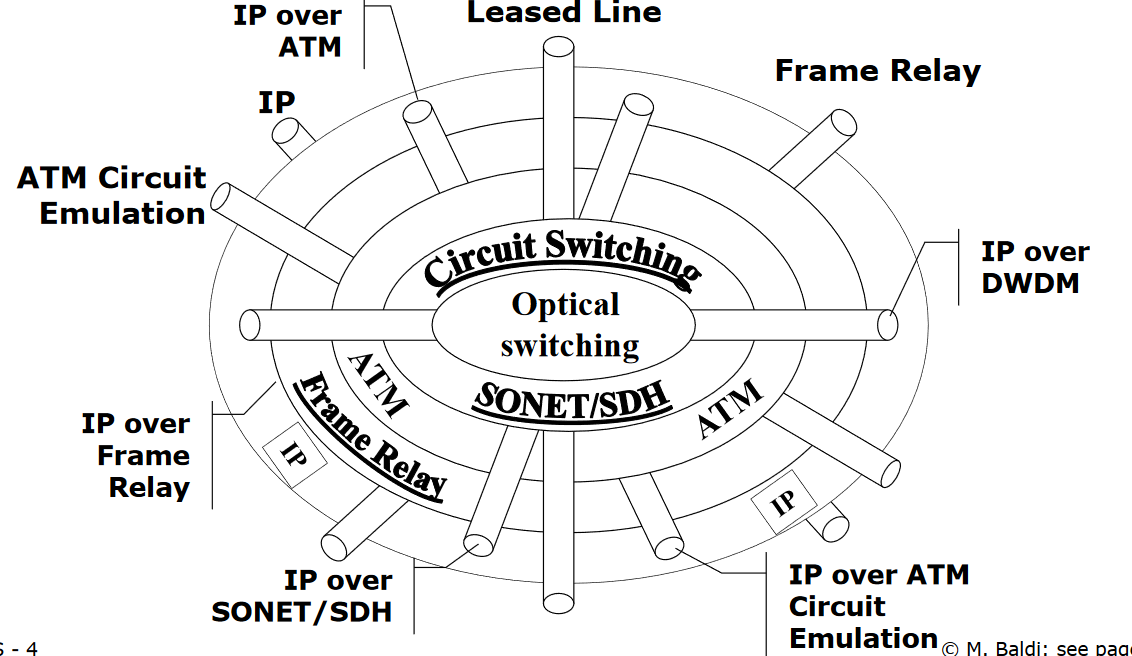 Leased Line
IP over
ATM
Frame Relay
IP
ATM Circuit
Emulation
Circuit Switching
IP over
DWDM
Optical
switching
ATM
SONET/SDH
ATM
Frame Relay
IP over
Frame
Relay
IP
IP
IP over
SONET/SDH
IP over ATM
Circuit
Emulation
- 4
© M. Baldi: see